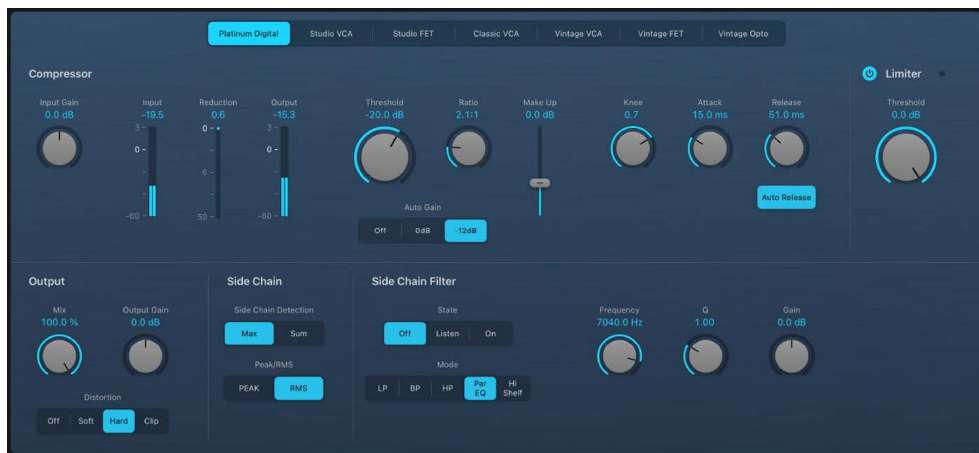 Platinum Digital
Studio VCA
Studio FET
Classic VCA
Vintage VCA
Vintage FET
Vintage Opto
Compressor
Limiter
Input Gain
0.0 dB
Input
-19.5
Reduction
0.6
Output
-15.3
Threshold
-20.0 dB
Ratio
2.1:1
Make Up
0.0 dB
Knee
0.7
Attack
15.0 ms
Release
51.0 ms
Threshold
0.0 dB
3
0
-60
0
6
50
3
0
-60
Auto Release
Auto Gain
Off
0dB
-12dB
Output
Side Chain
Side Chain Filter
Mix
100.0 %
Output Gain
0.0 dB
Side Chain Detection
Max
Sum
State
Off
Listen
On
Frequency
7040.0 Hz
Q
1.00
Gain
0.0 dB
Peak/RMS
PEAK
RMS
Mode
LP
BP
HP
Par
EQ
Hi
Shelf
Distortion
Off
Soft
Hard
Clip